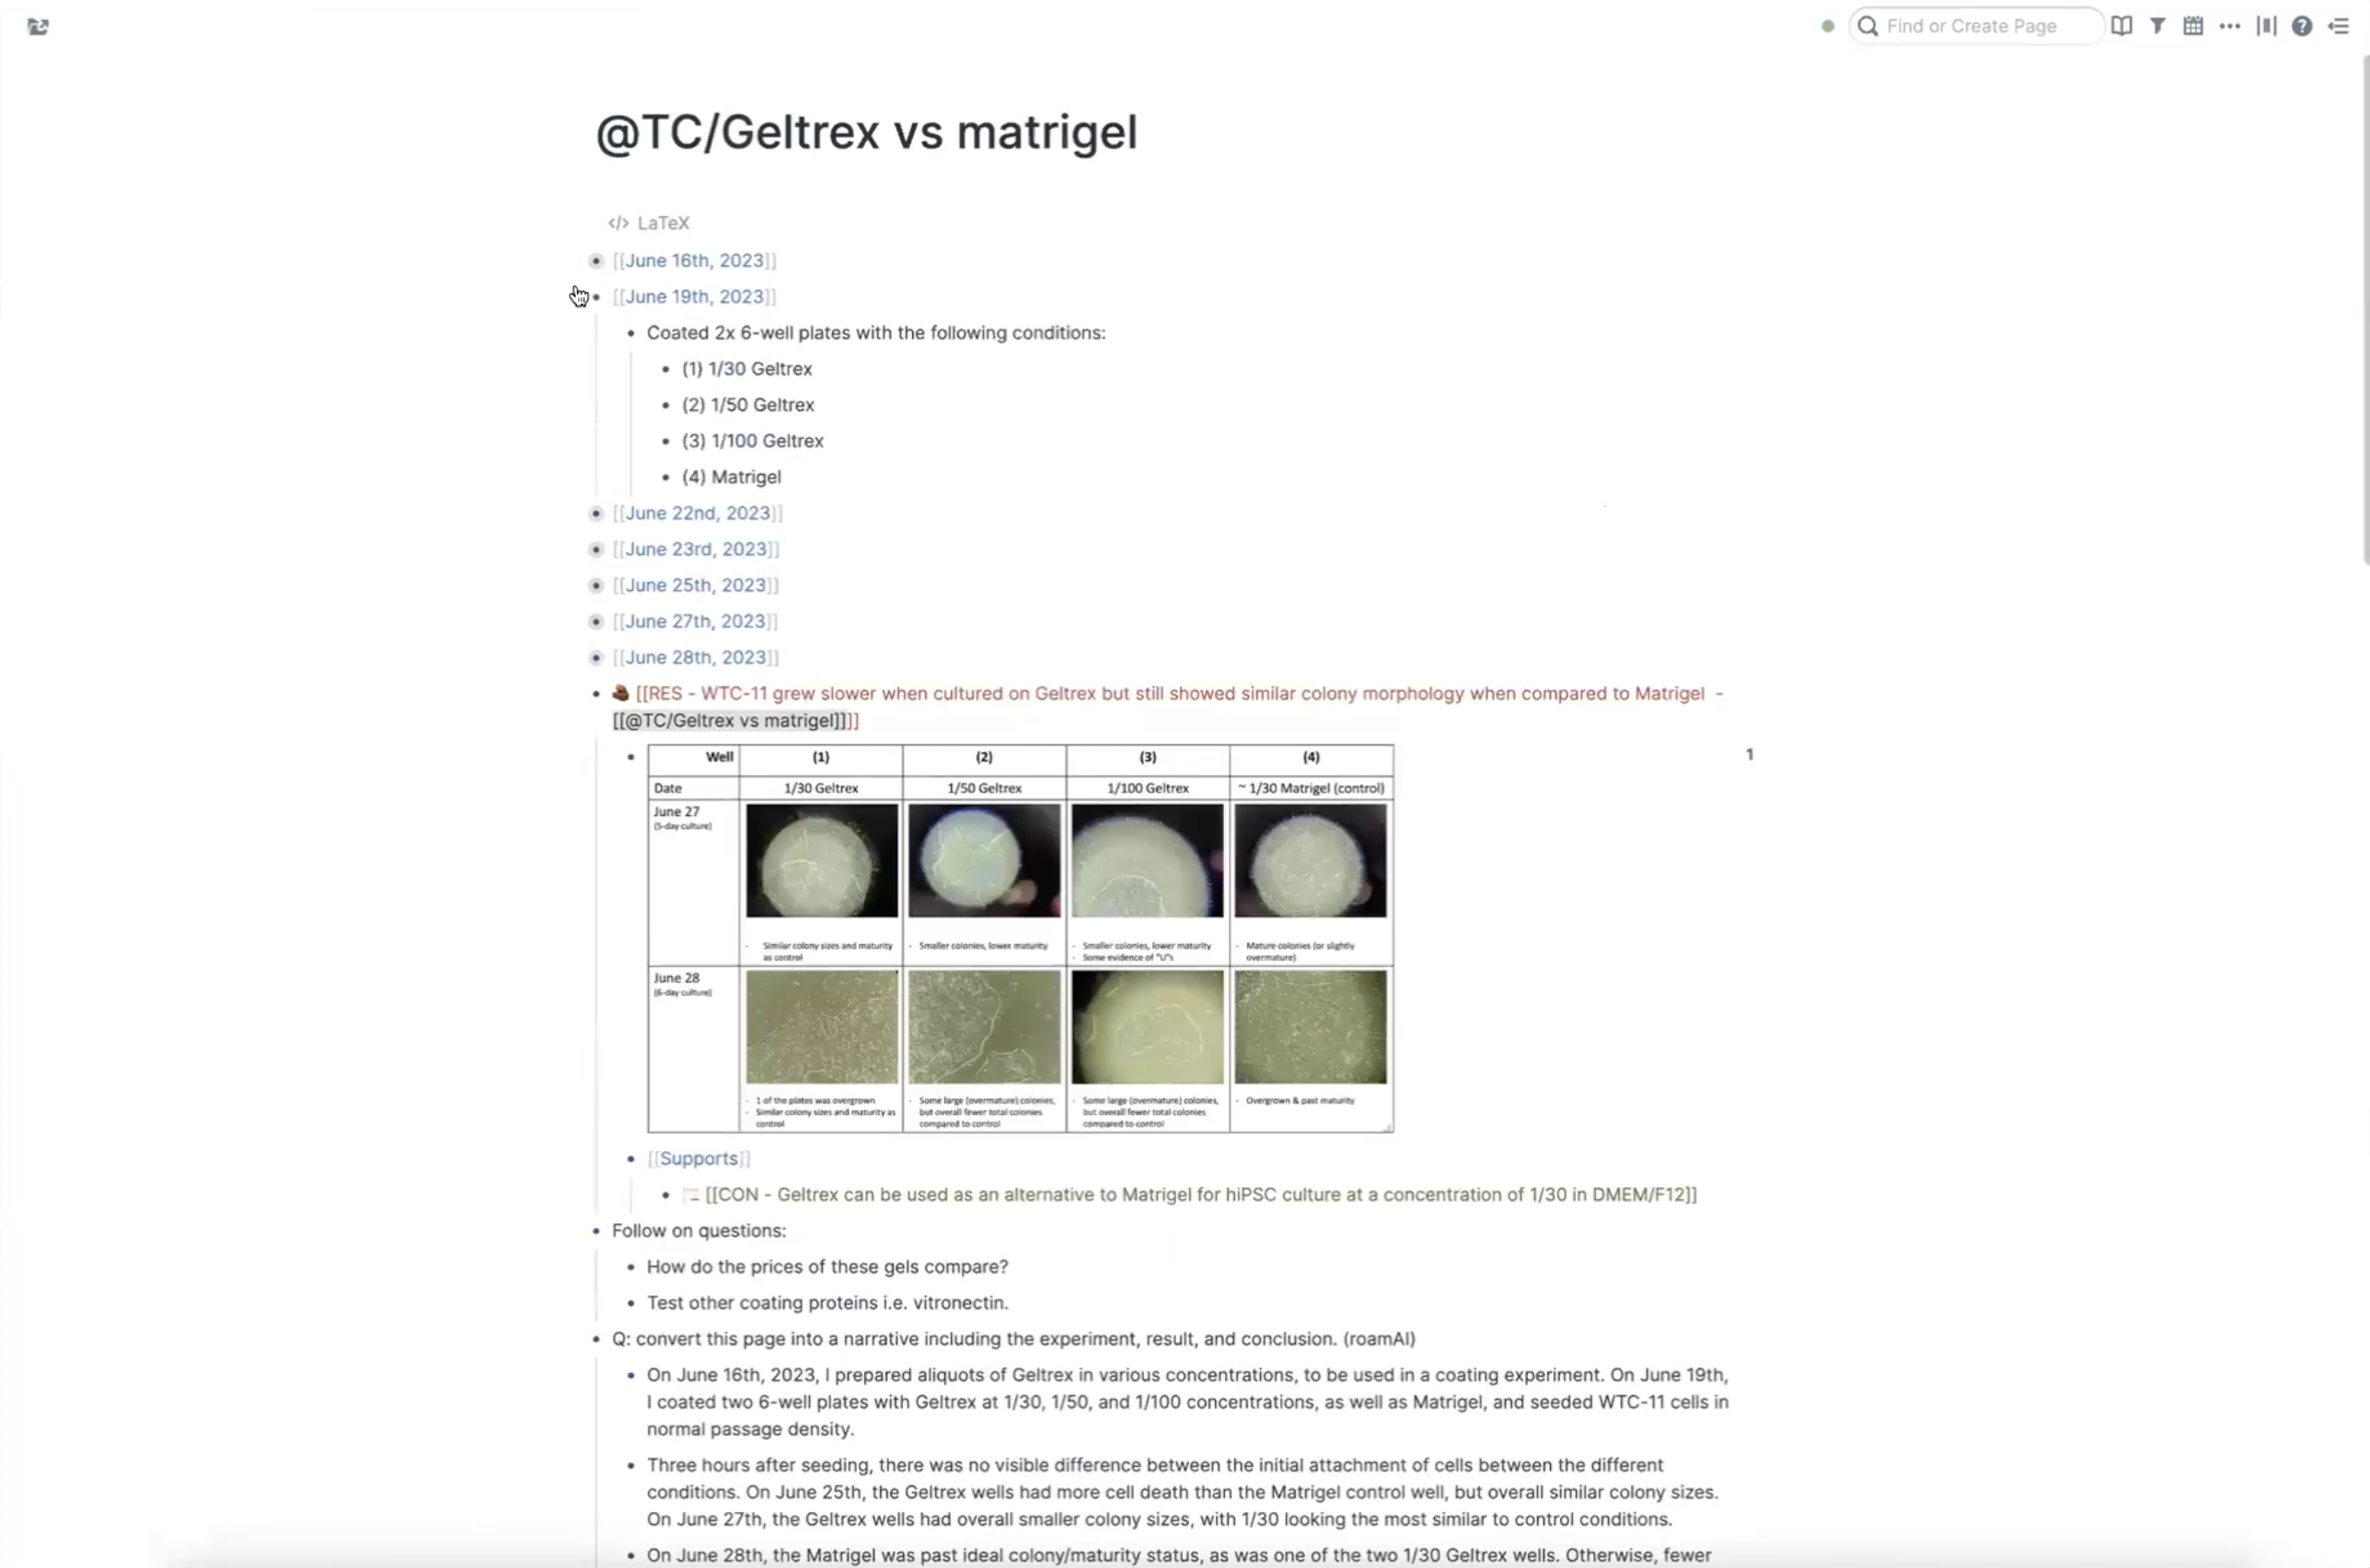 Find or Create Page
@TC/Geltrex vs matrigel
</> LaTeX
[[June 16th, 2023]]
[[June 19th, 2023]]
Coated 2x 6-well plates with the following conditions:
(1) 1/30 Geltrex
(2) 1/50 Geltrex
(3) 1/100 Geltrex
(4) Matrigel
[[June 22nd, 2023]]
[[June 23rd, 2023]]
[[June 25th, 2023]]
[[June 27th, 2023]]
[[June 28th, 2023]]
[[RES - WTC-11 grew slower when cultured on Geltrex but still showed similar colony morphology when compared to Matrigel -
[[@TC/Geltrex vs matrigel]]]]
1
Well (1) (2) (3) (4)
Date 1/30 Geltrex 1/50 Geltrex 1/100 Geltrex ~ 1/30 Matrigel (control)
June 27
(5-day culture)
- Similar colony sizes and maturity
as control
- Smaller colonies, lower maturity
- Smaller colonies, lower maturity
- Some evidence of "U"s
- Mature colonies (or slightly
overmature)
June 28
(6-day culture)
- 1 of the plates was overgrown
- Similar colony sizes and maturity as
control
- Some large (overmature) colonies,
but overall fewer total colonies
compared to control
- Some large (overmature) colonies,
but overall fewer total colonies
compared to control
- Overgrown & past maturity
[[Supports]]
[[CON - Geltrex can be used as an alternative to Matrigel for hiPSC culture at a concentration of 1/30 in DMEM/F12]]
Follow on questions:
How do the prices of these gels compare?
Test other coating proteins i.e. vitronectin.
Q: convert this page into a narrative including the experiment, result, and conclusion. (roamAI)
On June 16th, 2023, I prepared aliquots of Geltrex in various concentrations, to be used in a coating experiment. On June 19th,
I coated two 6-well plates with Geltrex at 1/30, 1/50, and 1/100 concentrations, as well as Matrigel, and seeded WTC-11 cells in
normal passage density.
Three hours after seeding, there was no visible difference between the initial attachment of cells between the different
conditions. On June 25th, the Geltrex wells had more cell death than the Matrigel control well, but overall similar colony sizes.
On June 27th, the Geltrex wells had overall smaller colony sizes, with 1/30 looking the most similar to control conditions.
On June 28th, the Matrigel was past ideal colony/maturity status, as was one of the two 1/30 Geltrex wells. Otherwise, fewer